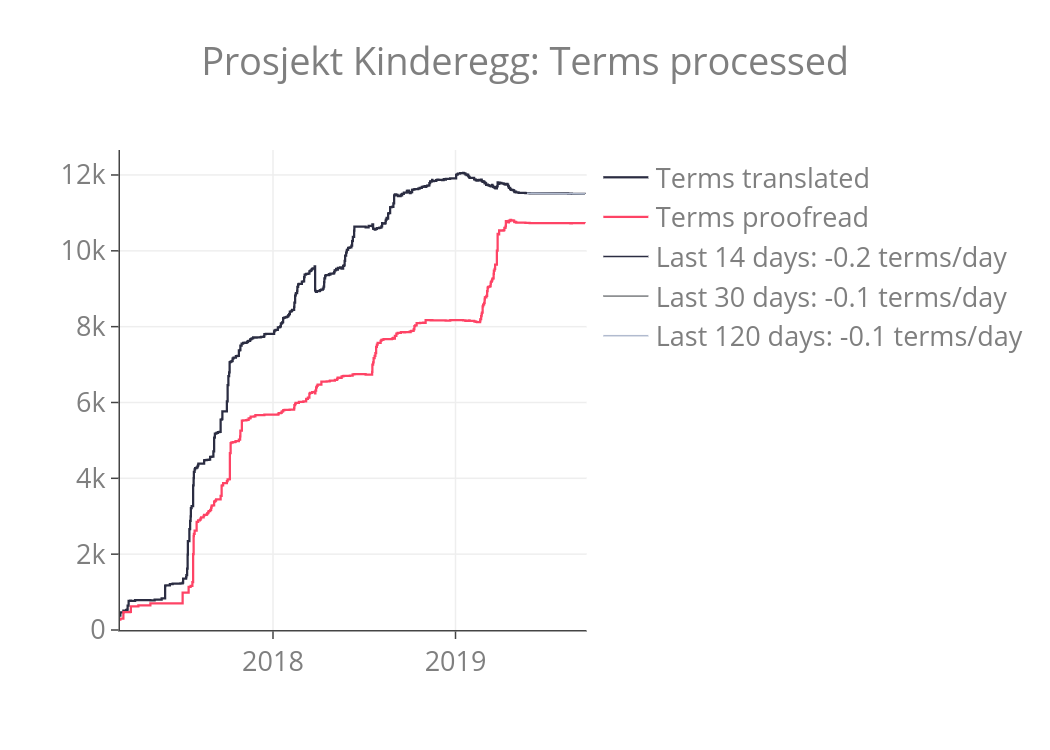 Prosjekt Kinderegg: Terms processed
12k
10k
8k
6k
4k
2k
0
2018
2019
Terms translated
Terms proofread
Last 14 days: -0.2 terms/day
Last 30 days: -0.1 terms/day
Last 120 days: -0.1 terms/day